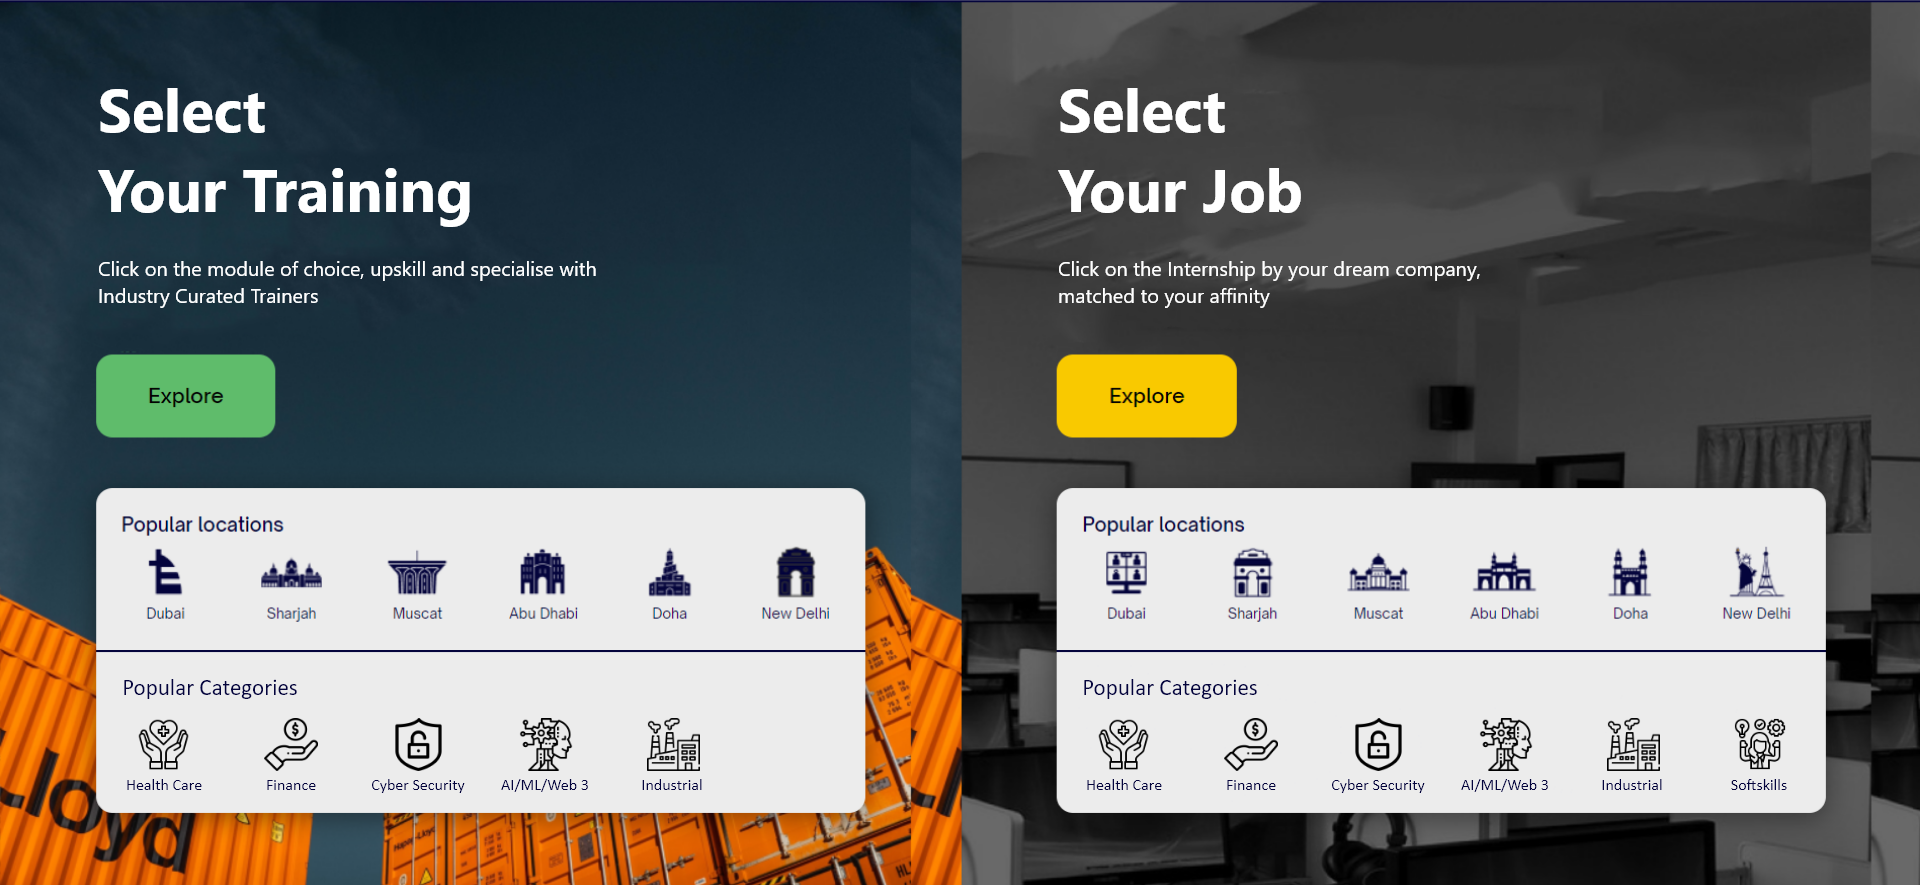 Select
Your Training
Click on the module of choice, upskill and specialise with
Industry Curated Trainers
Explore
Popular locations
Dubai
Sharjah
Muscat
Abu Dhabi
Doha
New Delhi
Popular Categories
Health Care
Finance
Cyber Security
AI/ML/Web 3
Industrial
Lloyd
Hapag-Lloyd
HL
Select
Your Job
Click on the Internship by your dream company,
matched to your affinity
Explore
Popular locations
Dubai
Sharjah
Muscat
Abu Dhabi
Doha
New Delhi
Popular Categories
Health Care
Finance
Cyber Security
AI/ML/Web 3
Industrial
Softskills